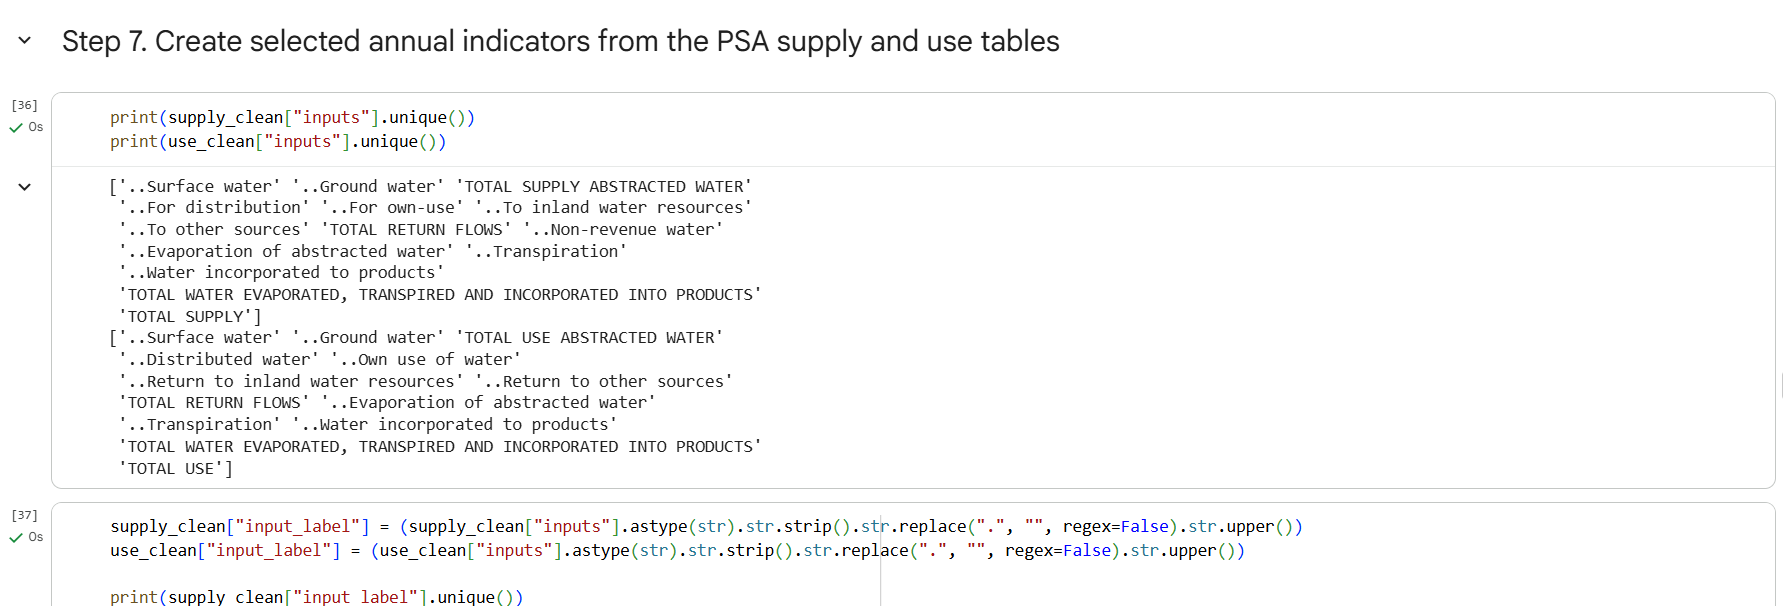 Step 7. Create selected annual indicators from the PSA supply and use tables
[36]
0s
print(supply_clean["inputs"].unique())
print(use_clean["inputs"].unique())
['..Surface water' '..Ground water' 'TOTAL SUPPLY ABSTRACTED WATER'
'..For distribution' '..For own-use' '..To inland water resources'
'..To other sources' 'TOTAL RETURN FLOWS' '..Non-revenue water'
'..Evaporation of abstracted water' '..Transpiration'
'..Water incorporated to products'
'TOTAL WATER EVAPORATED, TRANSPIRED AND INCORPORATED INTO PRODUCTS'
'TOTAL SUPPLY']
['..Surface water' '..Ground water' 'TOTAL USE ABSTRACTED WATER'
'..Distributed water' '..Own use of water'
'..Return to inland water resources' '..Return to other sources'
'TOTAL RETURN FLOWS' '..Evaporation of abstracted water'
'..Transpiration' '..Water incorporated to products'
'TOTAL WATER EVAPORATED, TRANSPIRED AND INCORPORATED INTO PRODUCTS'
'TOTAL USE']
[37]
0s
supply_clean["input_label"] = (supply_clean["inputs"].astype(str).str.strip().str.replace(".", "", regex=False).str.upper())
use_clean["input_label"] = (use_clean["inputs"].astype(str).str.strip().str.replace(".", "", regex=False).str.upper())
print(supply_clean["input_label"].unique())